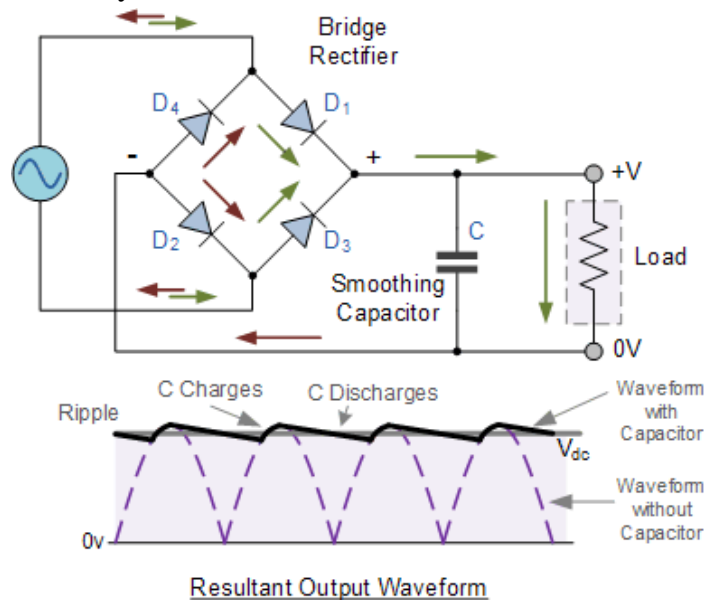 Bridge
Rectifier
D4
D1
-
+
+V
D2
D3
C
Load
Smoothing
Capacitor
0V
C Charges
C Discharges
Waveform
with
Capacitor
Ripple
Vdc
Waveform
without
Capacitor
0v
Resultant Output Waveform